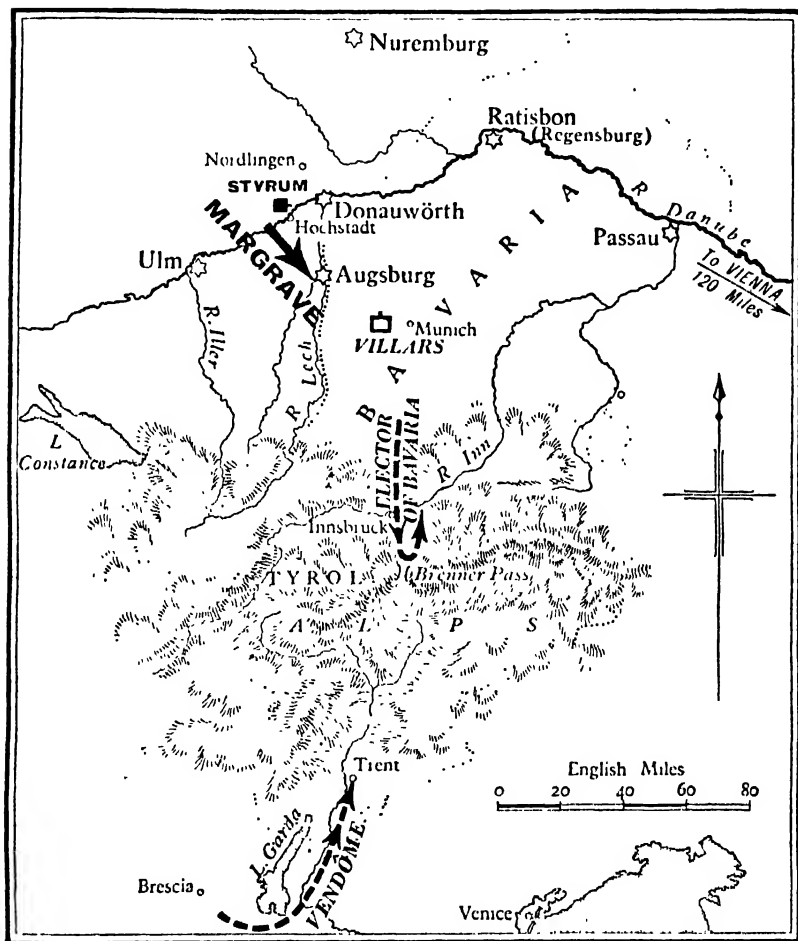 Nuremburg
Ratisbon
(Regensburg)
Nordlingen
STYRUM
Donauwörth
Hochstadt
MARGRAVE
R Danube
Passau
To VIENNA
120 Miles
Ulm
Augsburg
R. Iller
R Lech
BAVARIA
Munich
VILLARS
L
Constance
ELECTOR
OF BAVARIA
R Inn
Innsbruck
TYROL
Brenner Pass
ALPS
Trent
English Miles
0 20 40 60 80
L. Garda
VENDÔME
Brescia
Venice